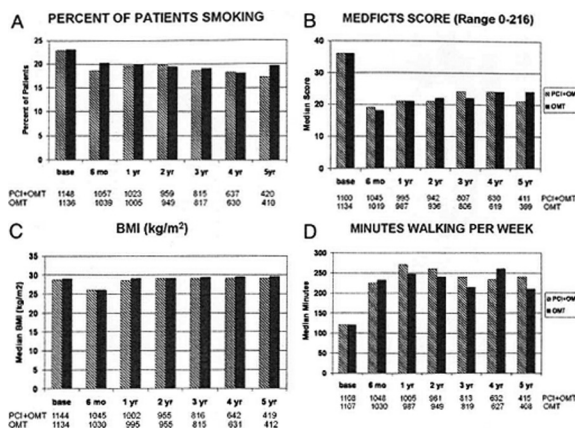 A PERCENT OF PATIENTS SMOKING
Percent of Patients
25
20
15
10
5
0
base 6 mo 1 yr 2 yr 3 yr 4 yr 5yr
PCI+OMT 1148 1057 1023 959 815 637 420
OMT 1136 1039 1005 949 817 630 410
B MEDFICTS SCORE (Range 0-216)
Median Score
40
30
20
10
0
PCI+OMT
OMT
base 6 mo 1 yr 2 yr 3 yr 4 yr 5 yr
1100 1045 995 942 807 630 411 PCI+OMT
1134 1019 987 936 806 619 399 OMT
C BMI (kg/m²)
Median BMI [kg/m2]
35
30
25
20
15
10
5
0
base 6 mo 1 yr 2 yr 3 yr 4 yr 5 yr
PCI+OMT 1144 1045 1002 955 816 642 419
OMT 1134 1030 995 955 815 631 412
D MINUTES WALKING PER WEEK
Median Minutes
300
250
200
150
100
50
0
PCI+OMT
OMT
base 6 mo 1 yr 2 yr 3 yr 4 yr 5 yr
1108 1048 1005 961 813 632 415 PCI+OMT
1107 1030 987 949 819 627 408 OMT